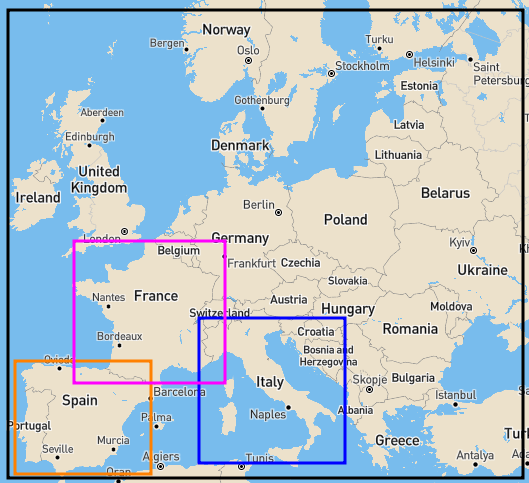 Norway
Bergen
Oslo
Turku
Helsinki
Saint
Petersburg
Stockholm
Estonia
Gothenburg
Aberdeen
Latvia
Edinburgh
Denmark
Lithuania
United
Kingdom
Ireland
Belarus
Berlin
Poland
London
Germany
Kyiv
Belgium
Frankfurt
Czechia
Ukraine
Slovakia
Nantes
France
Austria
Switzerland
Hungary
Moldova
Croatia
Romania
Bordeaux
Bosnia and
Herzegovina
Oviedo
Italy
Skopje
Bulgaria
Spain
Barcelona
Istanbul
Naples
Albania
Palma
Portugal
Greece
Seville
Murcia
Algiers
Tunis
Antalya
Oran